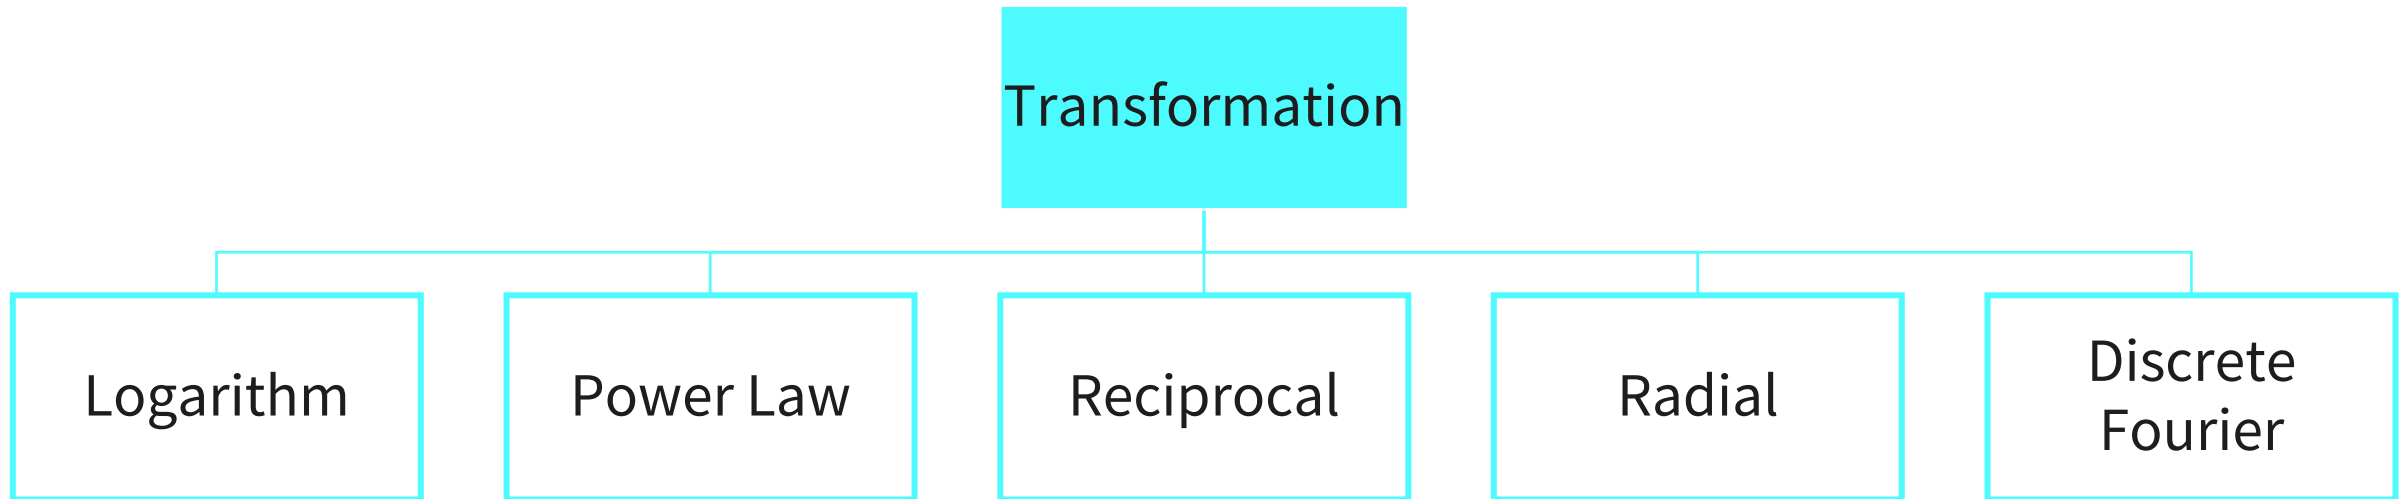 Transformation
Logarithm
Power Law
Reciprocal
Radial
Discrete
Fourier